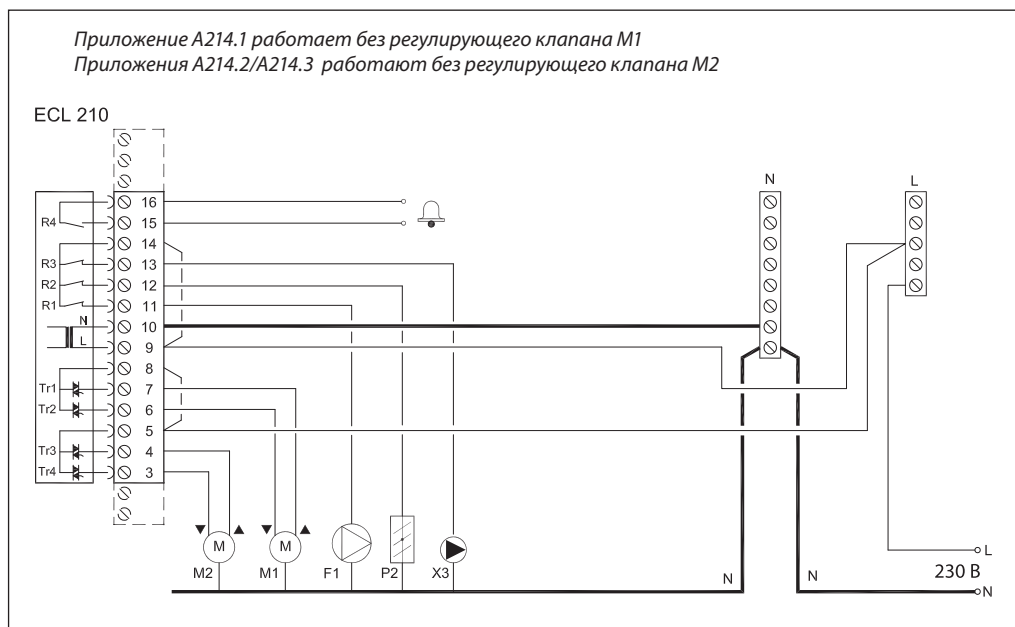 Приложение A214.1 работает без регулирующего клапана M1
Приложения A214.2/A214.3 работают без регулирующего клапана M2
ECL 210
N
L
16
R4
15
14
R3
13
R2
12
R1
11
N
10
L
9
8
Tr1
7
Tr2
6
5
Tr3
4
Tr4
3
M
M
M2
M1
F1
P2
X3
N
N
L
230 В
N